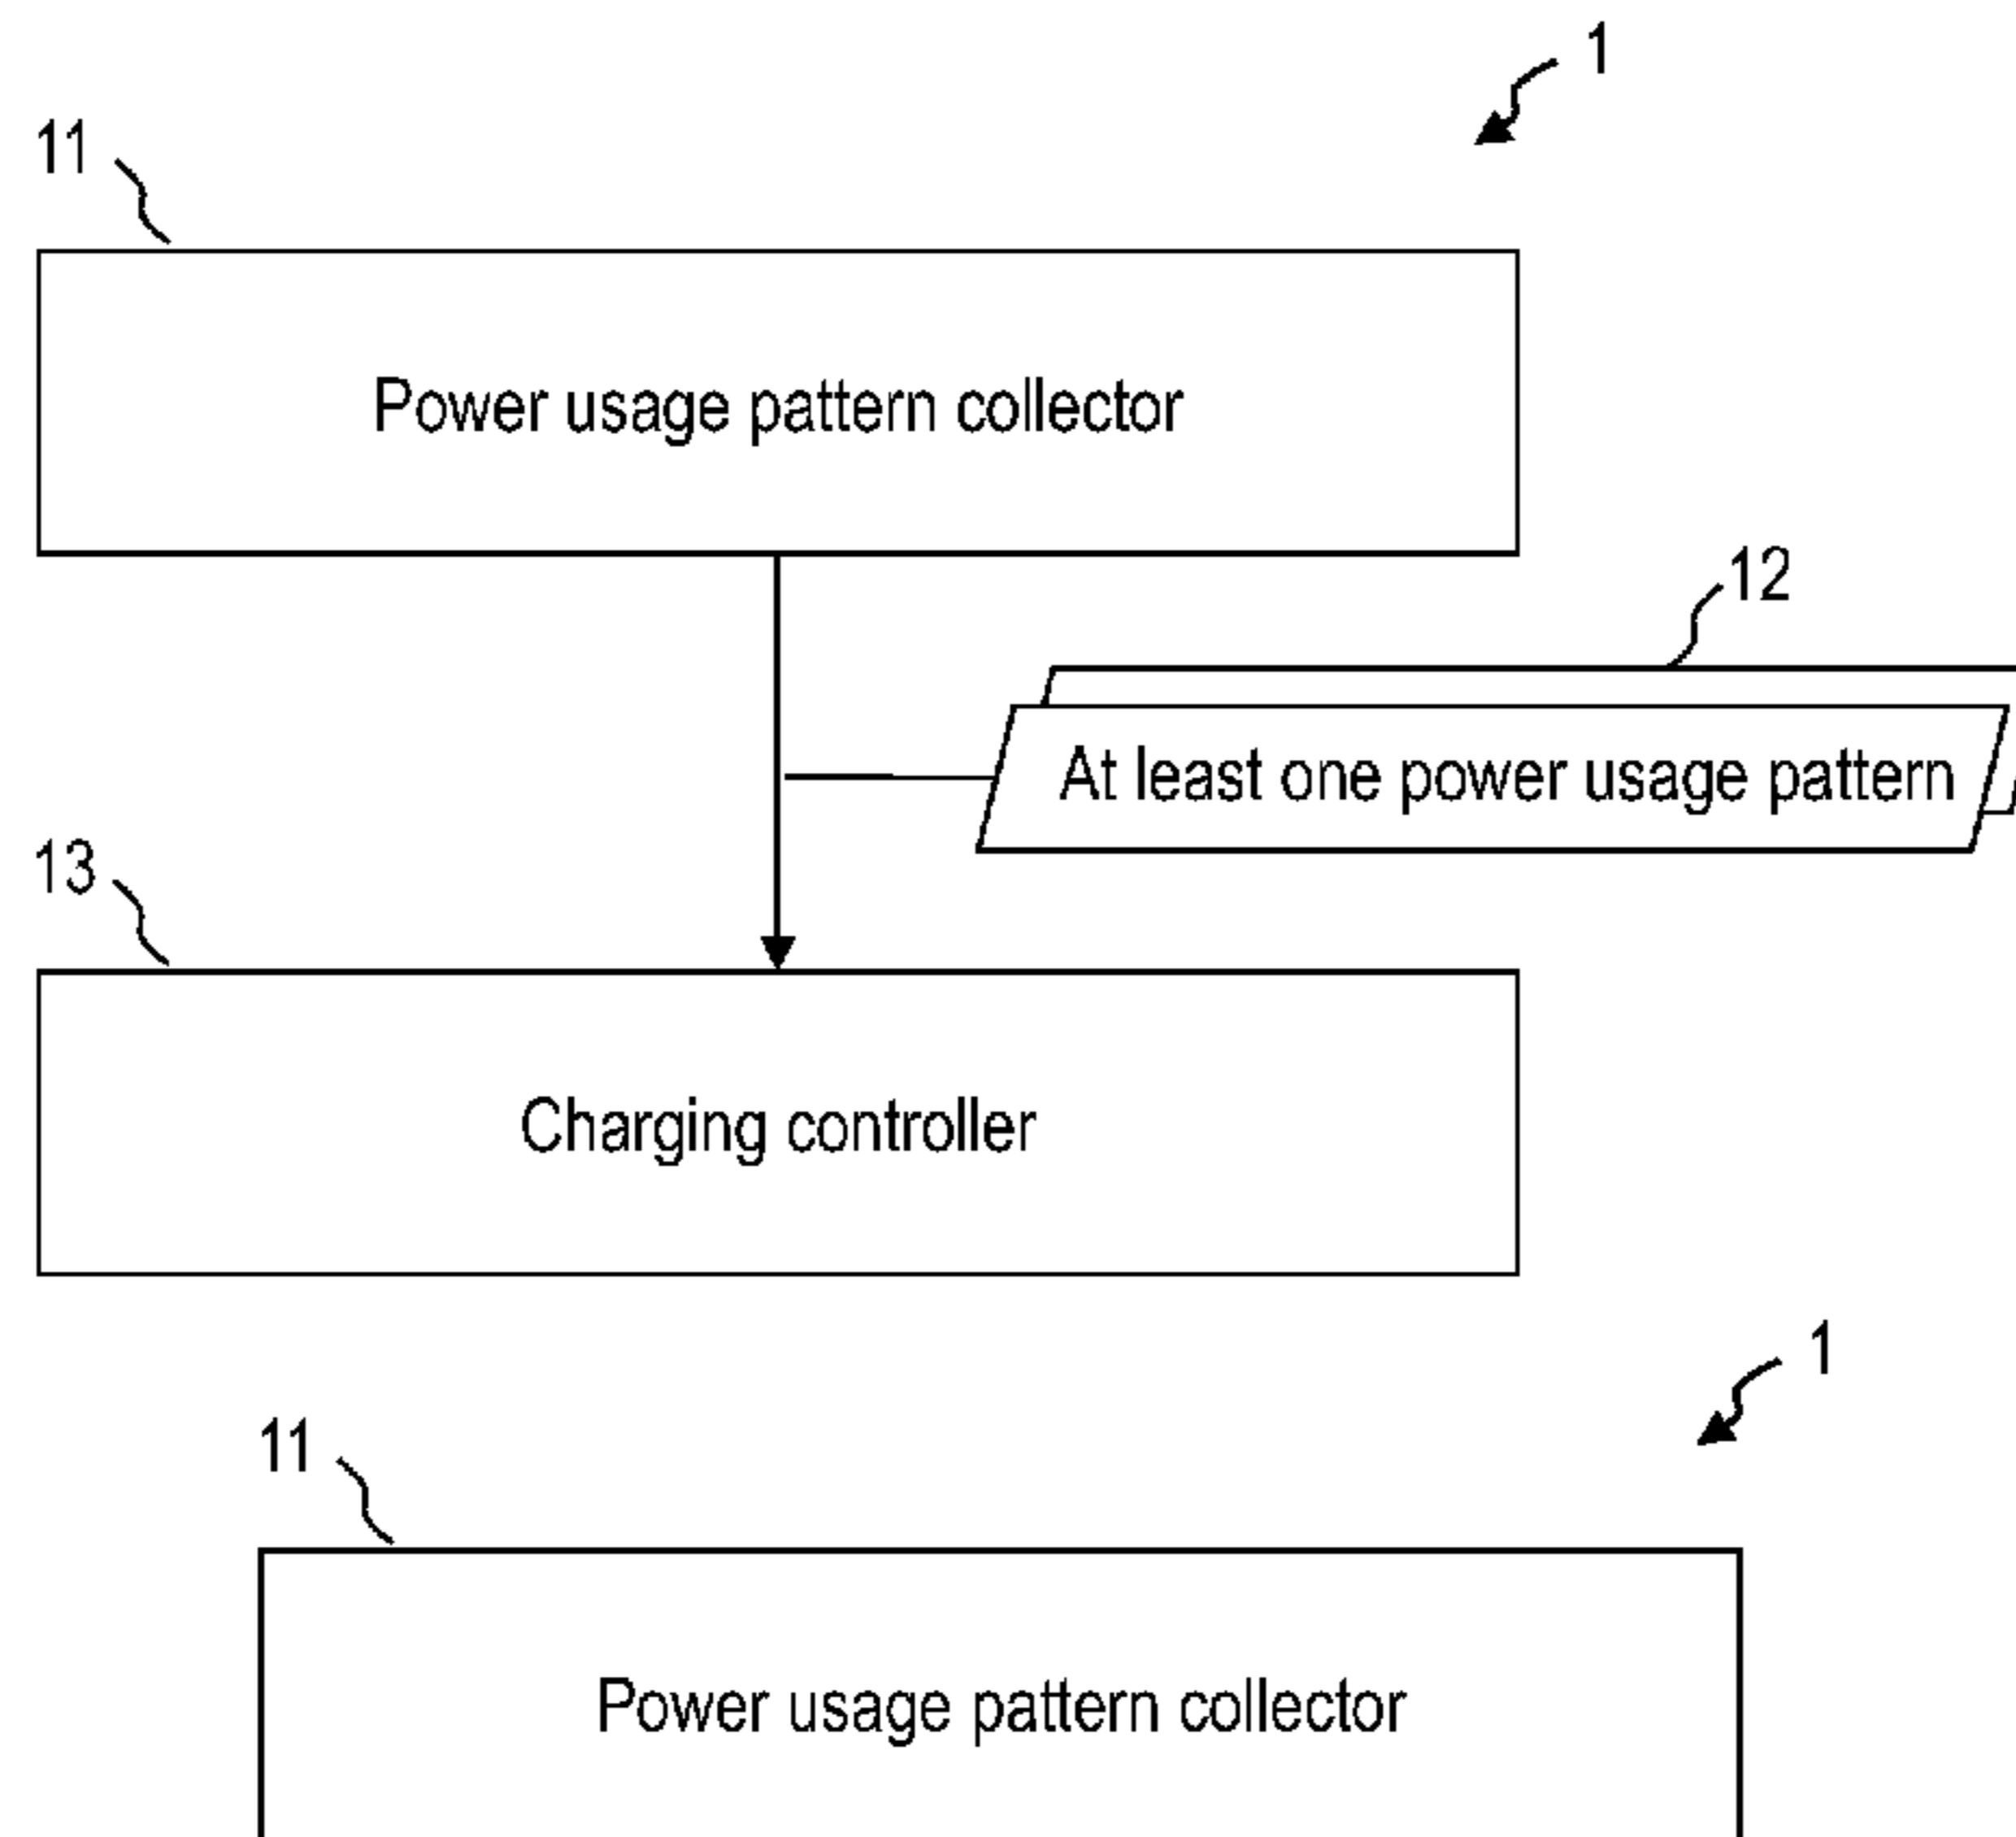 1
11
Power usage pattern collector
12
At least one power usage pattern
13
Charging controller
1
11
Power usage pattern collector